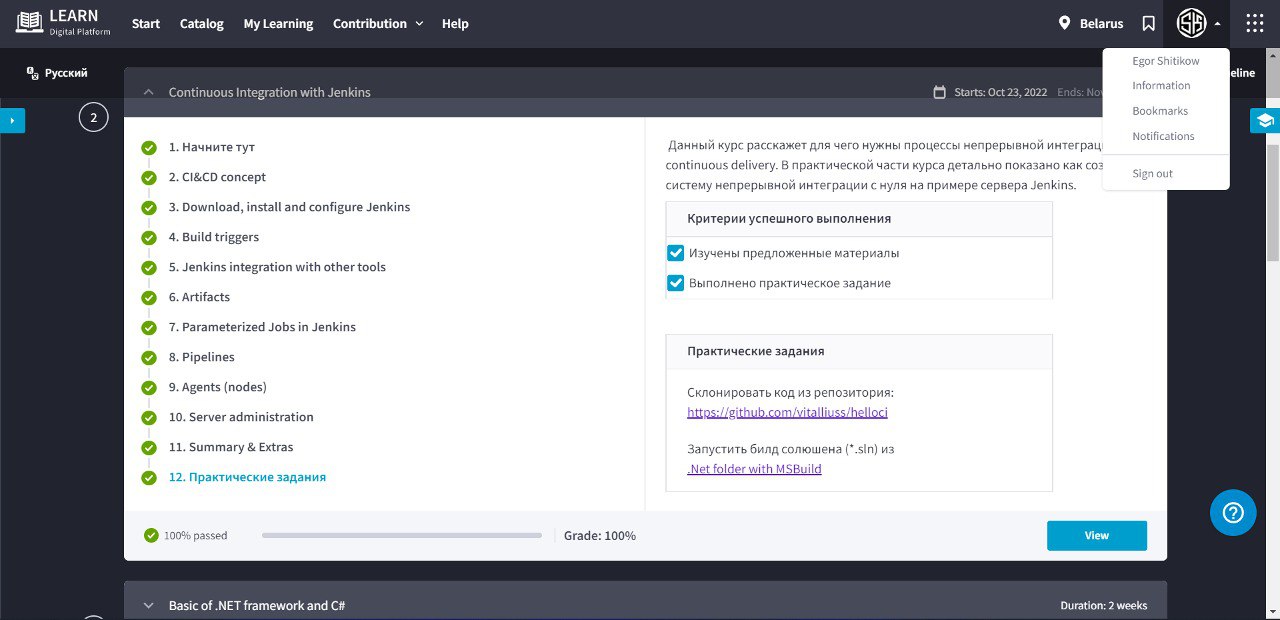 LEARN
Digital Platform
Start
Catalog
My Learning
Contribution
Help
Belarus
Русский
Egor Shitikow
Information
Bookmarks
Notifications
Sign out
2
Continuous Integration with Jenkins
Starts: Oct 23, 2022
Ends:
1. Начните тут
2. CI&CD concept
3. Download, install and configure Jenkins
4. Build triggers
5. Jenkins integration with other tools
6. Artifacts
7. Parameterized Jobs in Jenkins
8. Pipelines
9. Agents (nodes)
10. Server administration
11. Summary & Extras
12. Практические задания
Данный курс расскажет для чего нужны процессы непрерывной
continuous delivery. В практической части курса детально показано как
систему непрерывной интеграции с нуля на примере сервера Jenkins.
Критерии успешного выполнения
Изучены предложенные материалы
Выполнено практическое задание
Практические задания
Склонировать код из репозитория:
https://github.com/vitalliuss/helloci
Запустить билд солюшена (*.sln) из
.Net folder with MSBuild
100% passed
Grade: 100%
View
Basic of .NET framework and C#
Duration: 2 weeks